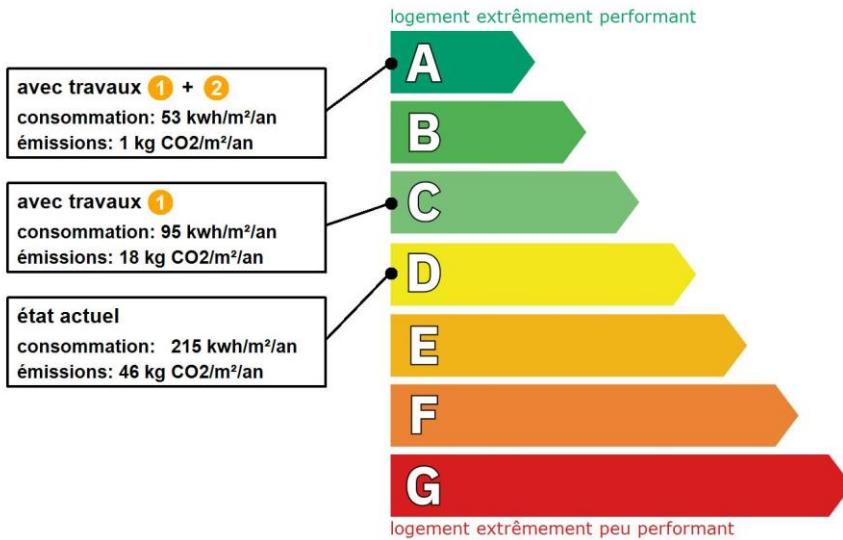 logement extrêmement performant
A
avec travaux 1 + 2
consommation: 53 kwh/m²/an
émissions: 1 kg CO2/m²/an
B
avec travaux 1
consommation: 95 kwh/m²/an
émissions: 18 kg CO2/m²/an
C
D
état actuel
consommation: 215 kwh/m²/an
émissions: 46 kg CO2/m²/an
E
F
G
logement extrêmement peu performant